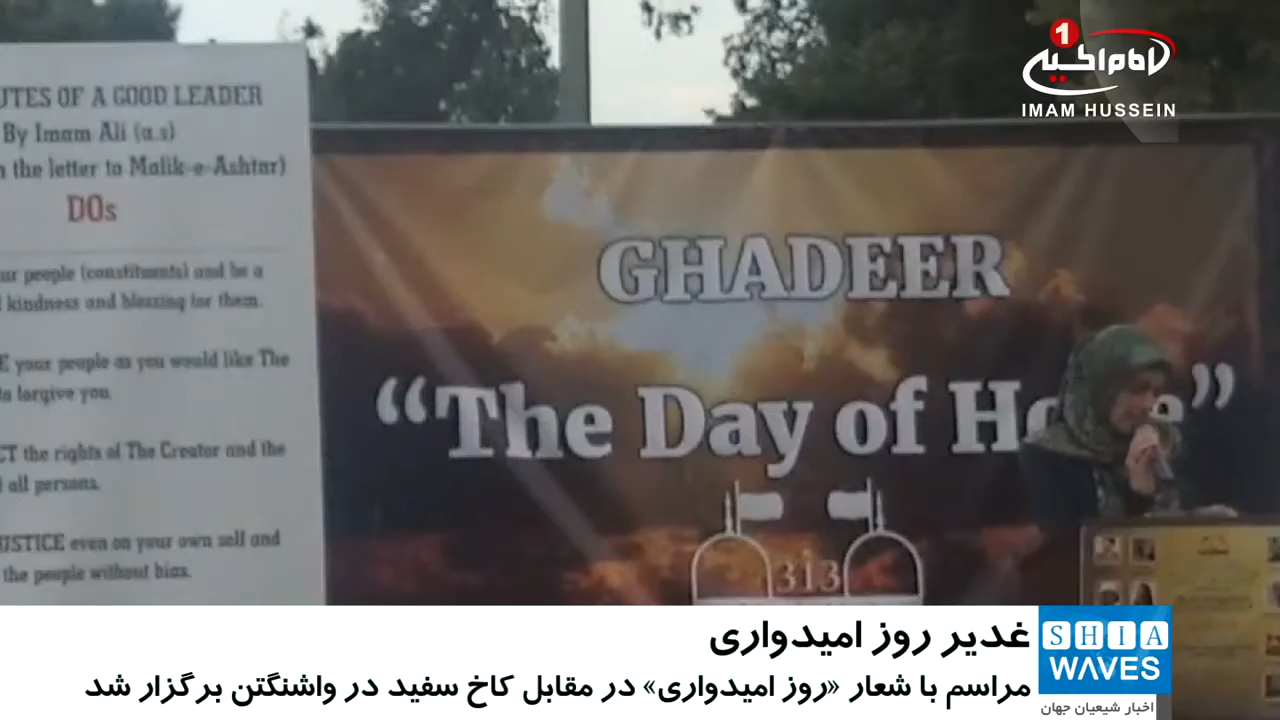 1
امام حسین
IMAM HUSSEIN
UTES OF A GOOD LEADER
By Imam Ali (a.s)
the letter to Malik-e-Ashtar)
DOs
people (constituents) and be a
kindness and blessing for them.
your people as you would like The
forgive you.
CT the rights of The Creator and the
all persons.
USTICE even on your own self and
the people without bias.
GHADEER
“The Day of Ho e”
313
غدیر روز امیدواری
مراسم با شعار «روز امیدواری» در مقابل کاخ سفید در واشنگتن برگزار شد
SHIA
WAVES
اخبار شیعیان جهان